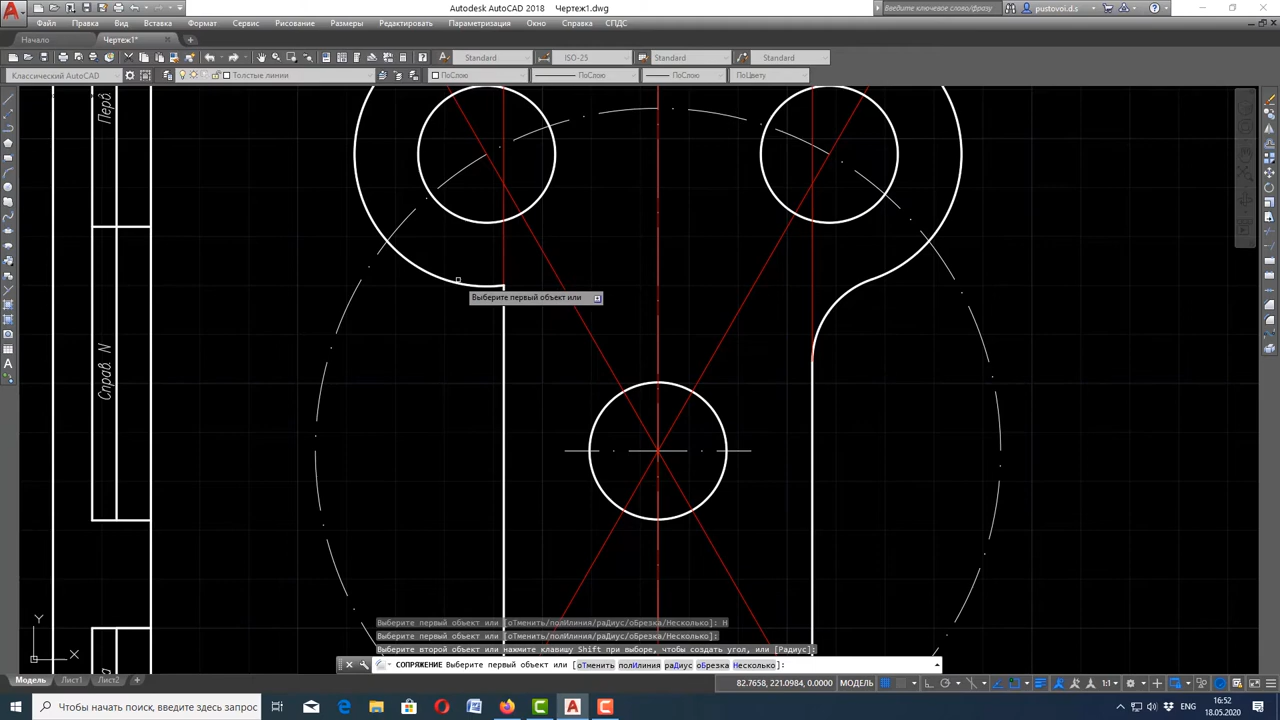 Autodesk AutoCAD 2018 Чертеж1.dwg
Введите ключевое слово/фразу
pustovoi.d.s
Файл Правка Вид Вставка Формат Сервис Рисование Размеры Редактировать Параметризация Окно Справка СПДС
Начало
Чертеж1*
Standard
ISO-25
Standard
Standard
Классический AutoCAD
Толстые линии
ПоСлою
ПоСлою
ПоСлою
ПоЦвету
Перв.
Справ. N
Выберите первый объект или
Выберите первый объект или [оТменить/полИлиния/раДиус/оБрезка/Несколько]: Н
Выберите первый объект или [оТменить/полИлиния/раДиус/оБрезка/Несколько]:
Выберите второй объект или нажмите клавишу Shift при выборе, чтобы создать угол, или [Радиус]:
СОПРЯЖЕНИЕ Выберите первый объект или [оТменить полИлиния раДиус оБрезка Несколько]:
Y
X
а
Модель
Лист1
Лист2
82.7658, 221.0984, 0.0000
МОДЕЛЬ
1:1
Чтобы начать поиск, введите здесь запрос
16:52
18.05.2020